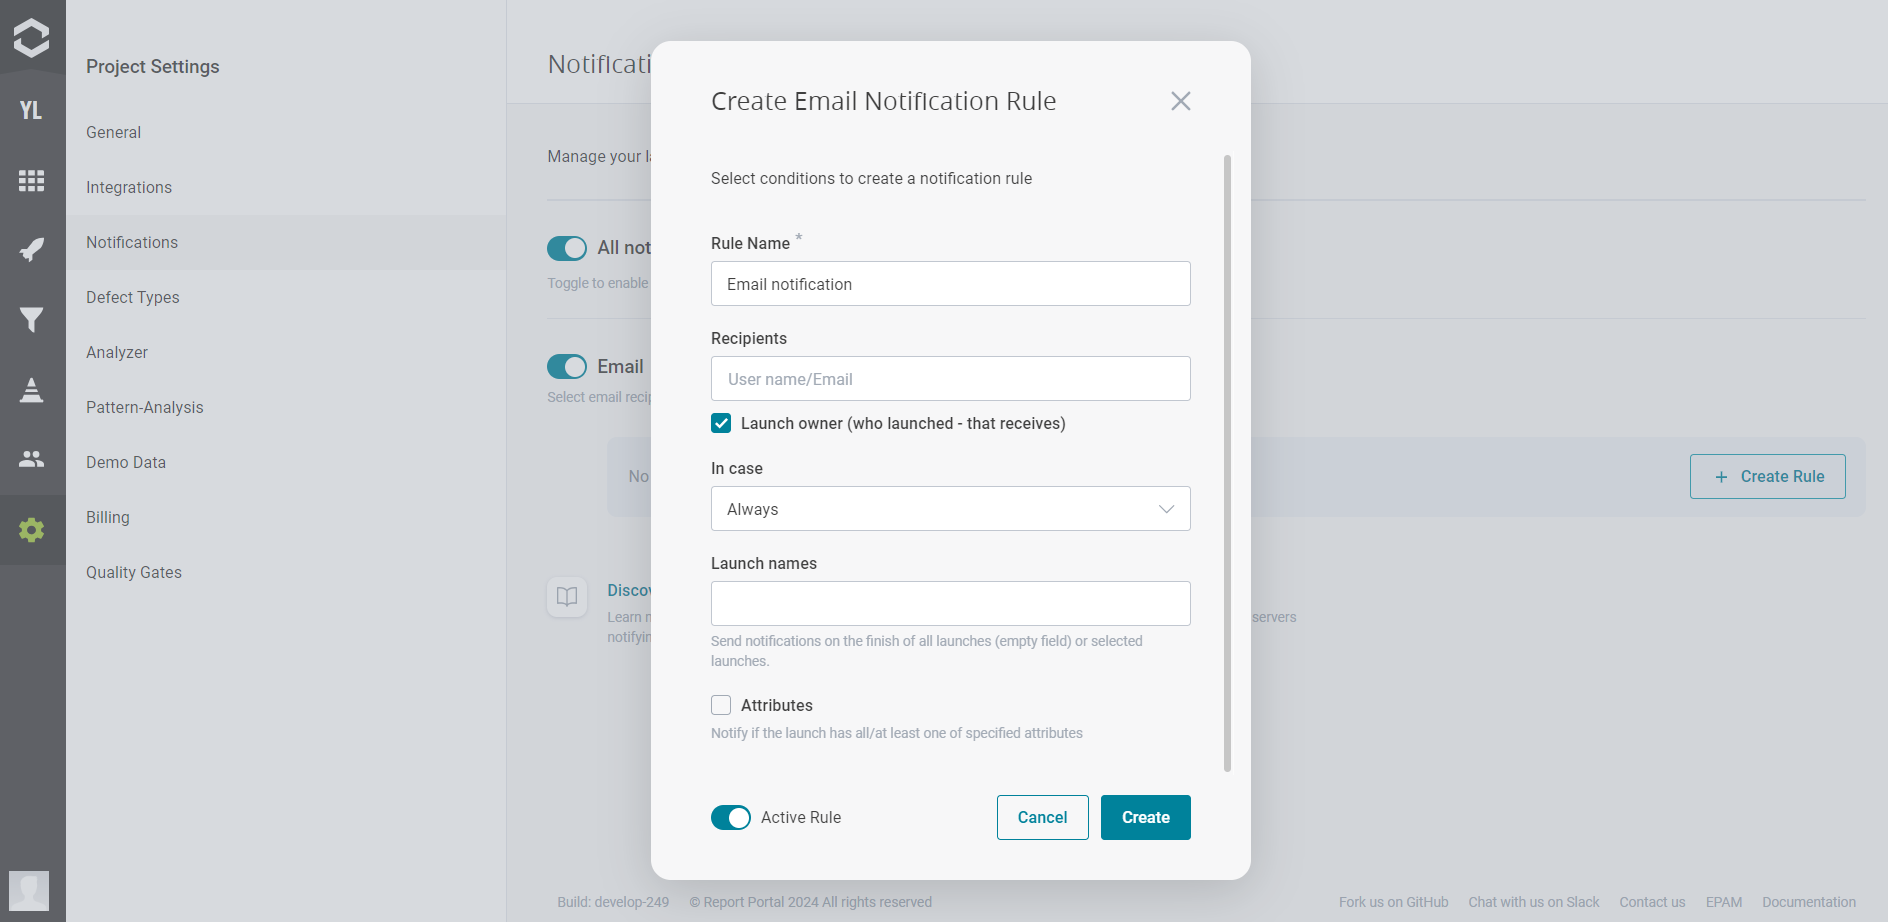 YL
Project Settings
General
Integrations
Notifications
Defect Types
Analyzer
Pattern-Analysis
Demo Data
Billing
Quality Gates
Notificati
Manage your la
All not
Toggle to enable
Email
Select email recip
No
Create Rule
Discov
Learn m
servers
notifyin
Create Email Notification Rule
Select conditions to create a notification rule
Rule Name *
Email notification
Recipients
User name/Email
Launch owner (who launched - that receives)
In case
Always
Launch names
Send notifications on the finish of all launches (empty field) or selected
launches.
Attributes
Notify if the launch has all/at least one of specified attributes
Active Rule
Cancel
Create
Build: develop-249 © Report Portal 2024 All rights reserved
Fork us on GitHub Chat with us on Slack Contact us EPAM Documentation